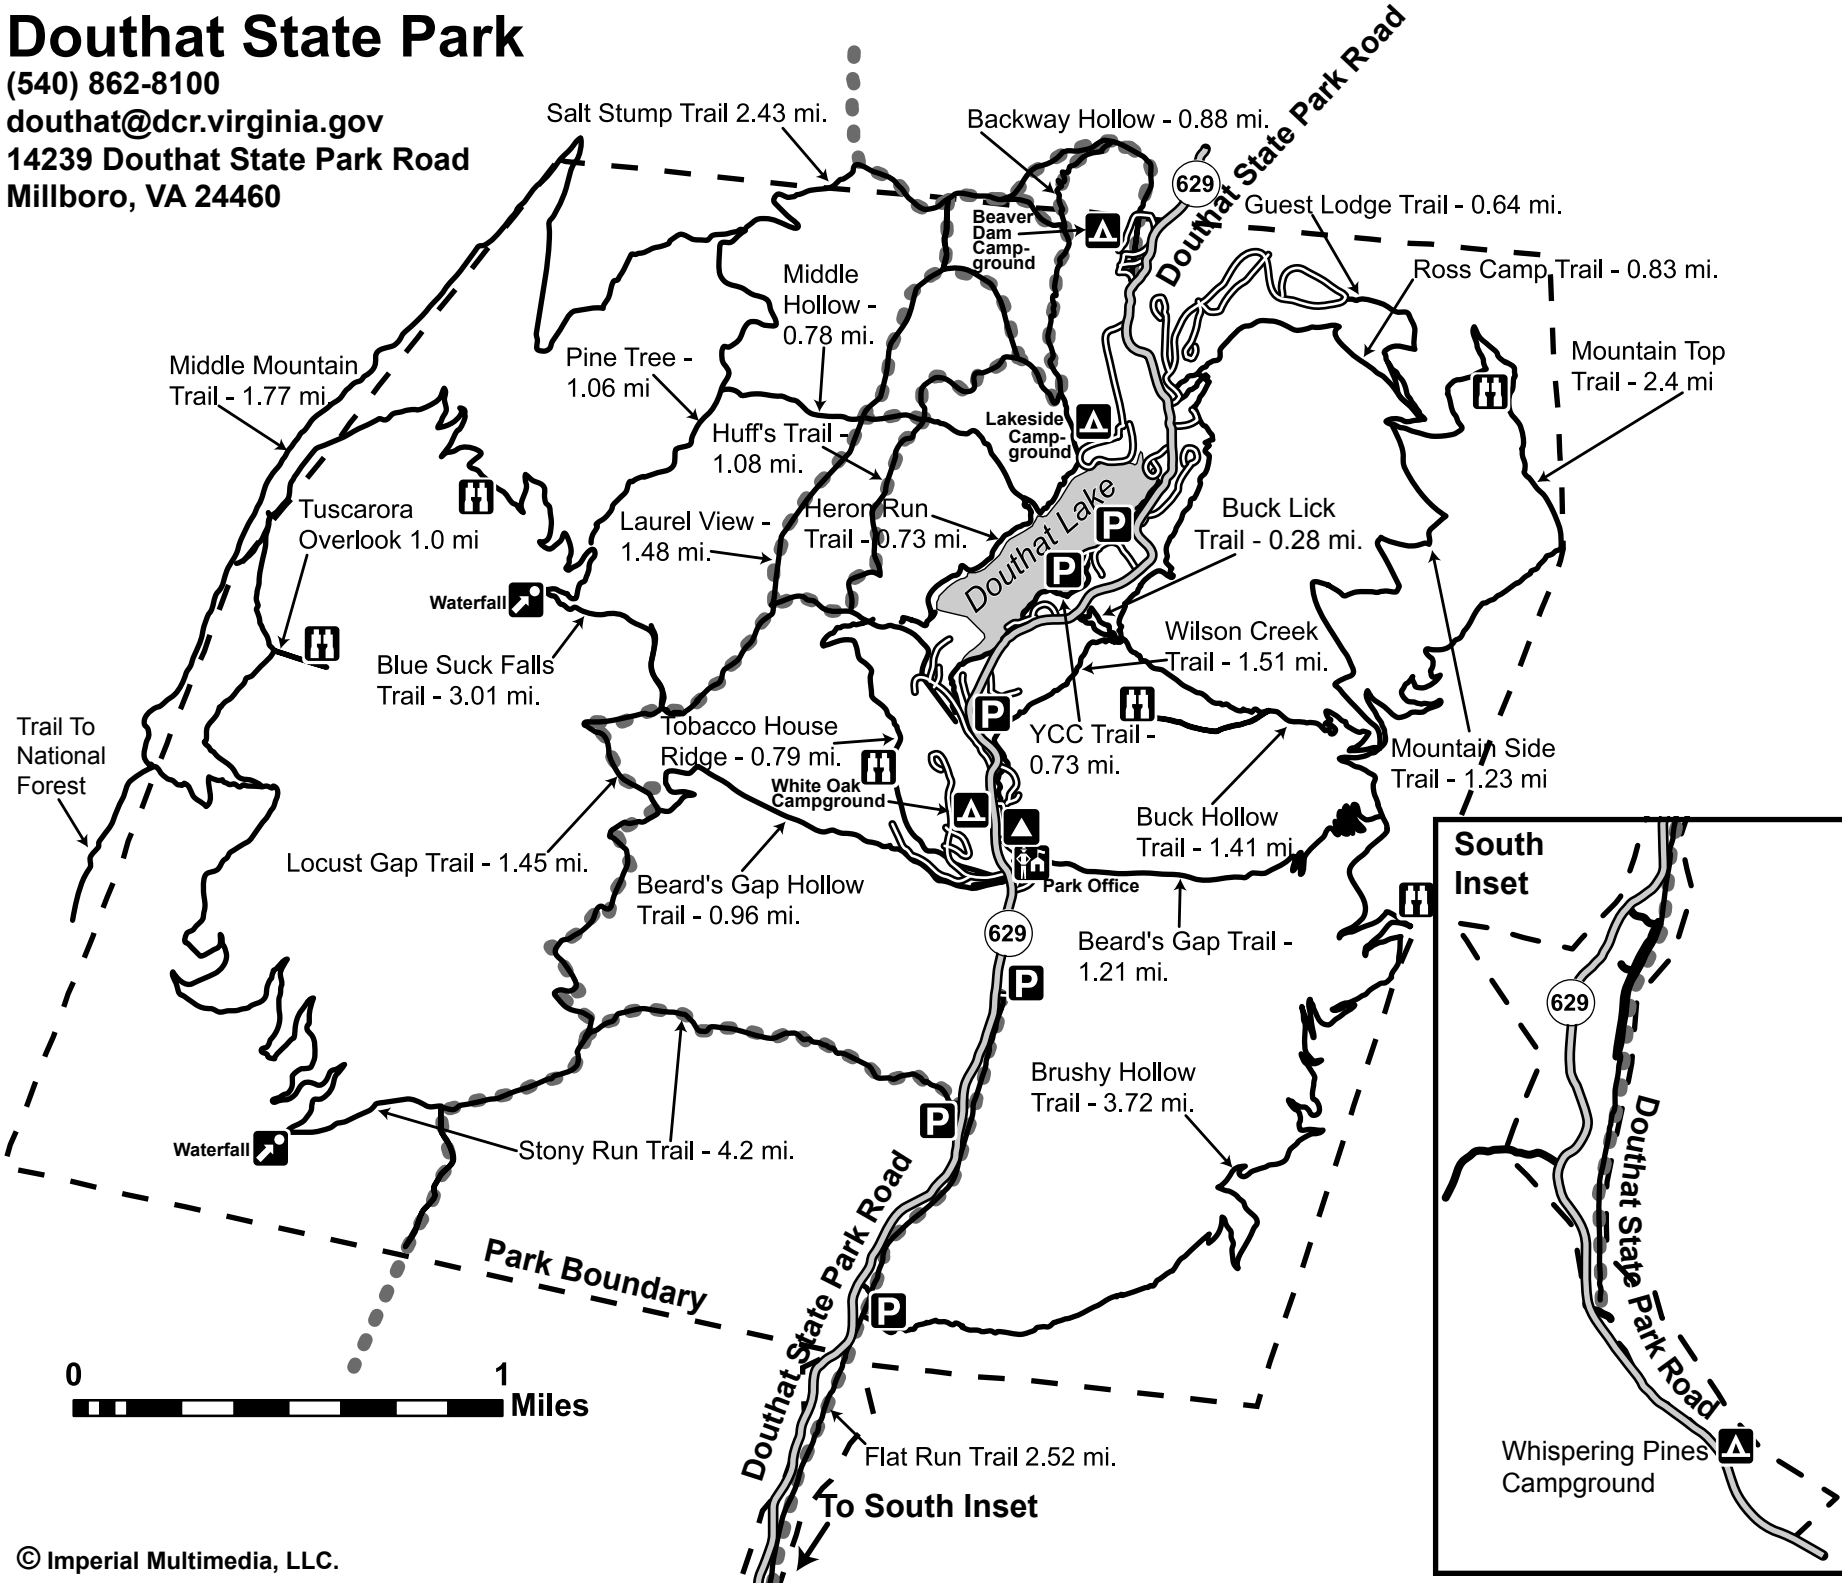 Douthat State Park
(540) 862-8100
douthat@dcr.virginia.gov
14239 Douthat State Park Road
Millboro, VA 24460
Salt Stump Trail 2.43 mi.
Backway Hollow - 0.88 mi.
Douthat State Park Road
629
Guest Lodge Trail - 0.64 mi.
Beaver
Dam
Camp-
ground
Ross Camp Trail - 0.83 mi.
Middle
Hollow -
0.78 mi.
Middle Mountain
Trail - 1.77 mi.
Pine Tree -
1.06 mi
Mountain Top
Trail - 2.4 mi
Huff's Trail -
1.08 mi.
Lakeside
Camp-
ground
Tuscarora
Overlook 1.0 mi
Laurel View -
1.48 mi.
Heron Run
Trail - 0.73 mi.
Douthat Lake
P
P
Buck Lick
Trail - 0.28 mi.
Waterfall
Blue Suck Falls
Trail - 3.01 mi.
Wilson Creek
Trail - 1.51 mi.
Trail To
National
Forest
Tobacco House
Ridge - 0.79 mi.
P
YCC Trail -
0.73 mi.
Mountain Side
Trail - 1.23 mi
White Oak
Campground
Buck Hollow
Trail - 1.41 mi.
Locust Gap Trail - 1.45 mi.
Beard's Gap Hollow
Trail - 0.96 mi.
Park Office
629
Beard's Gap Trail -
1.21 mi.
P
Brushy Hollow
Trail - 3.72 mi.
P
Waterfall
Stony Run Trail - 4.2 mi.
Park Boundary
Douthat State Park Road
P
0 1
Miles
Flat Run Trail 2.52 mi.
To South Inset
South
Inset
629
Douthat State Park Road
Whispering Pines
Campground
© Imperial Multimedia, LLC.